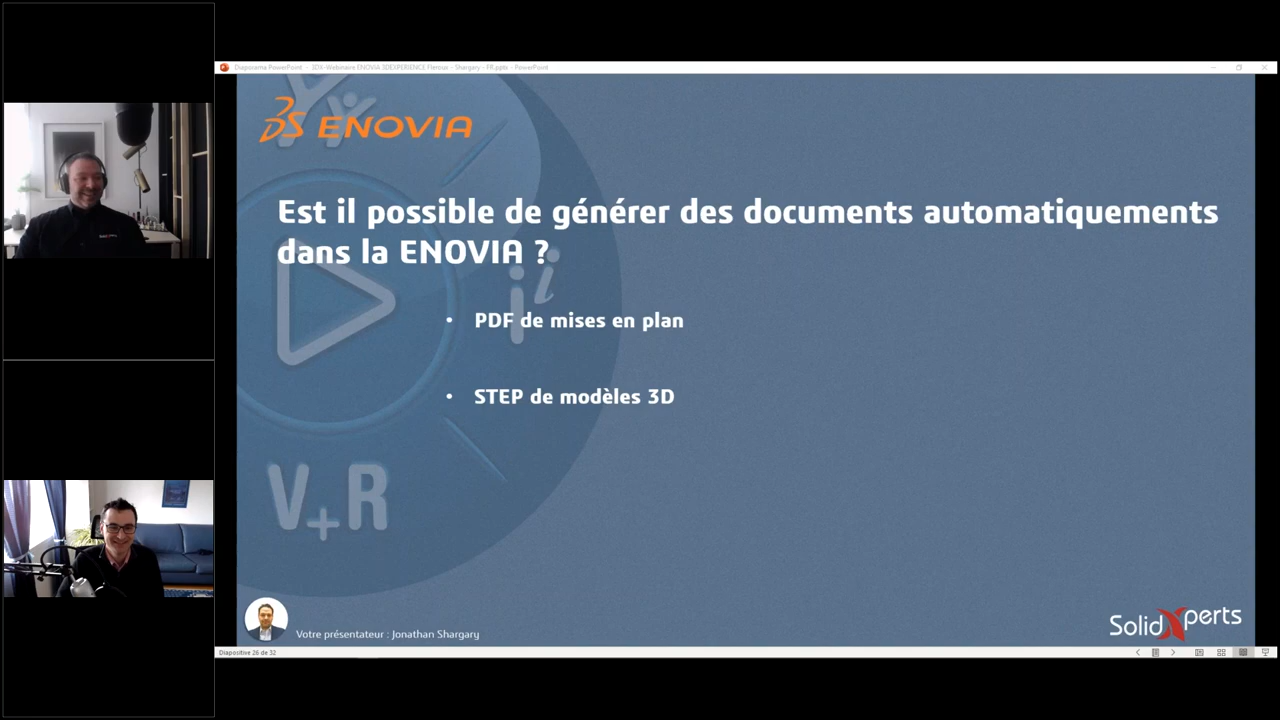 Diaporama PowerPoint - 3DX -Webinaire ENOVIA 3DEXPERIENCE Flerous - Shargary - FR.pptx - PowerPoint
3S ENOVIA
Est il possible de générer des documents automatiquements
dans la ENOVIA ?
• PDF de mises en plan
• STEP de modèles 3D
V+R
Votre présentateur : Jonathan Shargary
SolidXperts
Diapositive 26 de 32